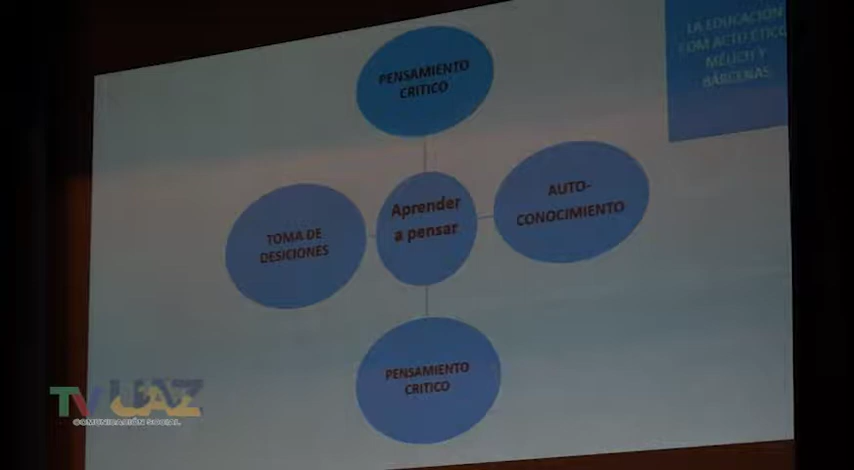 LA EDUCACIÓN
COM ACTO ÉTICO
MÉLICH Y
BÁRCENAS
PENSAMIENTO
CRITICO
AUTO-
CONOCIMIENTO
Aprender
a pensar
TOMA DE
DESICIONES
PENSAMIENTO
CRITICO
TV UAZ
COMUNICACIÓN SOCIAL